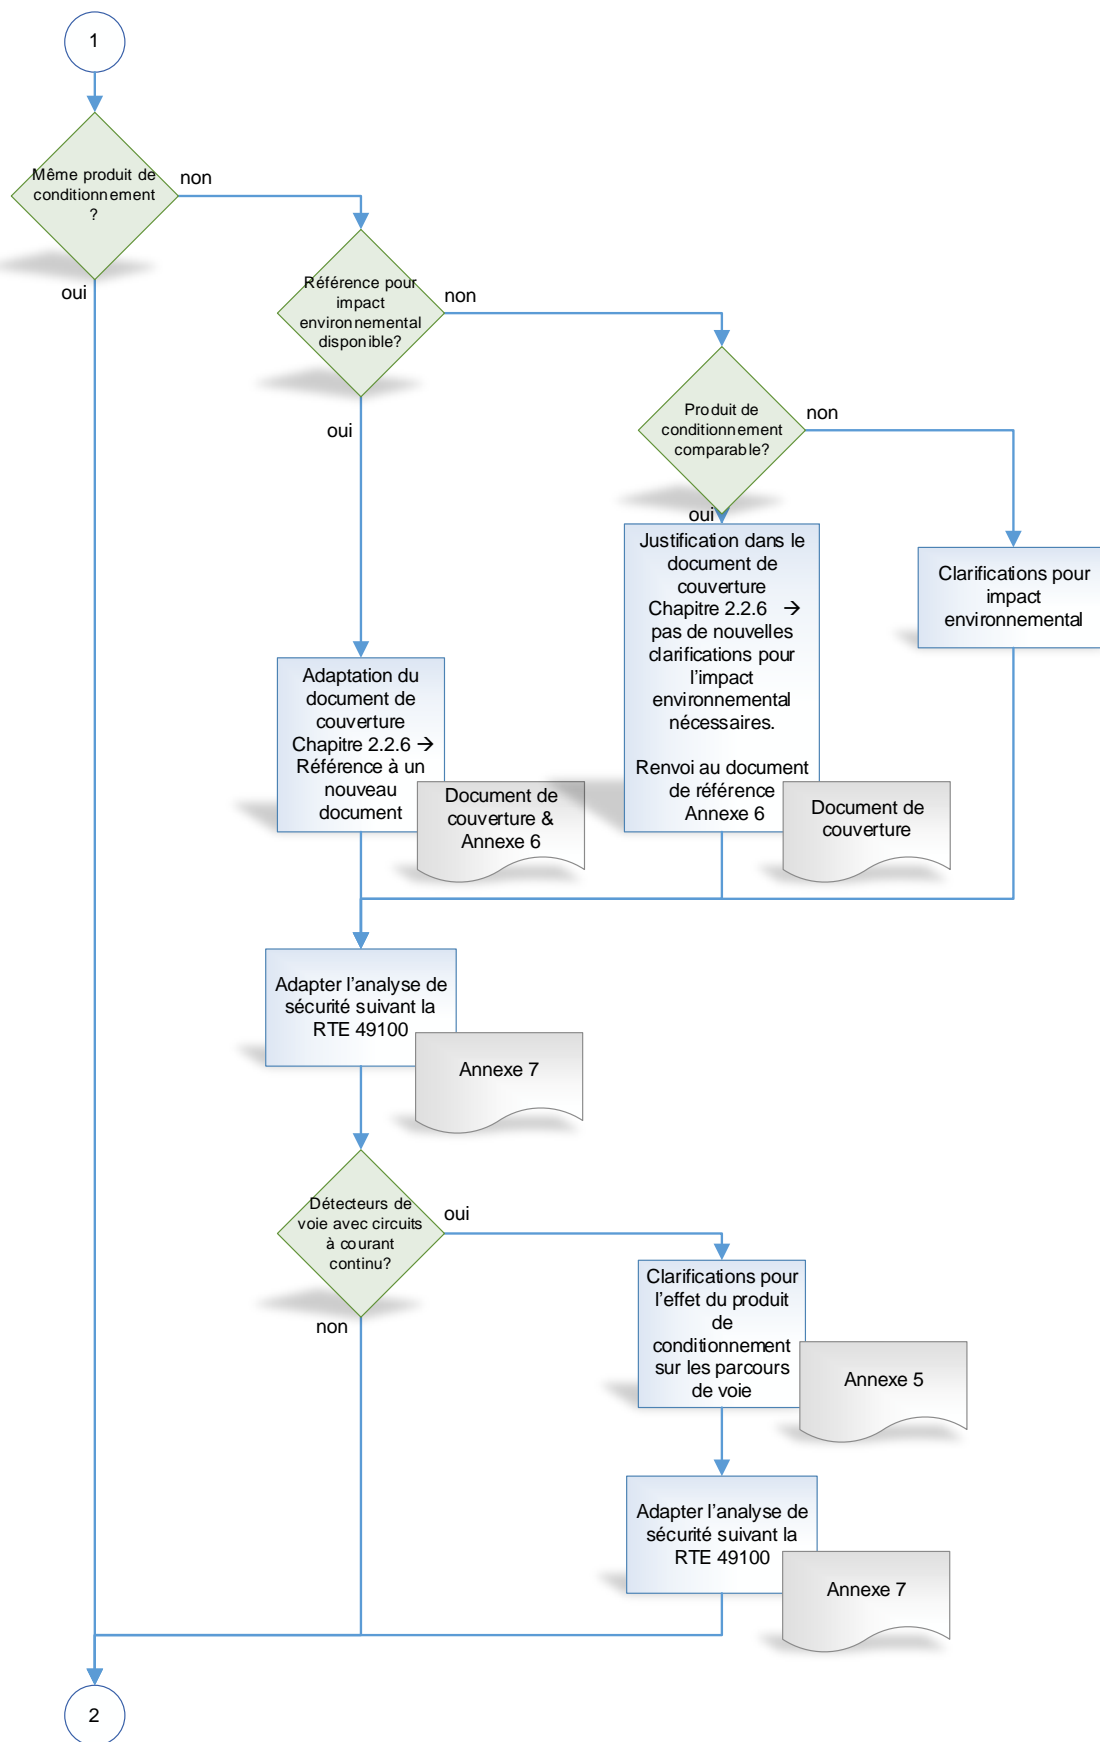 1
Même produit de
conditionnement
?
non
oui
Référence pour
impact
environnemental
disponible?
non
oui
Produit de
conditionnement
comparable?
non
oui
Justification dans le
document de
couverture
Chapitre 2.2.6 →
pas de nouvelles
clarifications pour
l'impact
environnemental
nécessaires.
Renvoi au document
de référence
Annexe 6
Document de
couverture
Clarifications pour
impact
environnemental
Adaptation du
document de
couverture
Chapitre 2.2.6 →
Référence à un
nouveau
document
Document de
couverture &
Annexe 6
Adapter l'analyse de
sécurité suivant la
RTE 49100
Annexe 7
Détecteurs de
voie avec circuits
à courant
continu?
oui
non
Clarifications pour
l'effet du produit
de
conditionnement
sur les parcours
de voie
Annexe 5
Adapter l'analyse de
sécurité suivant la
RTE 49100
Annexe 7
2